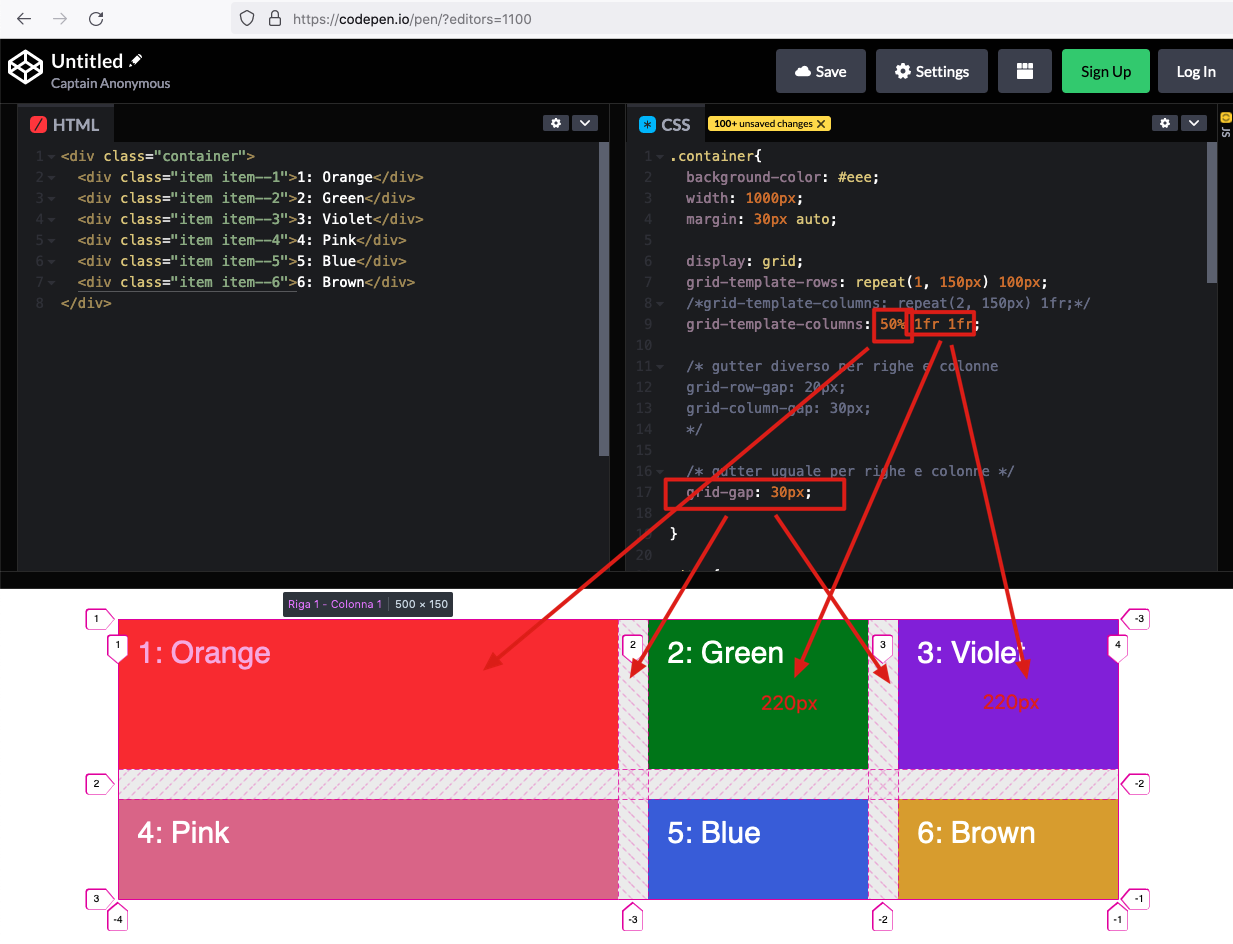 https://codepen.io/pen/?editors=1100
Untitled
Captain Anonymous
Save
Settings
Sign Up
Log In
HTML
1 <div class="container">
2 <div class="item item--1">1: Orange</div>
3 <div class="item item--2">2: Green</div>
4 <div class="item item--3">3: Violet</div>
5 <div class="item item--4">4: Pink</div>
6 <div class="item item--5">5: Blue</div>
7 <div class="item item--6">6: Brown</div>
8 </div>
CSS
100+ unsaved changes X
JS
1 .container{
2 background-color: #eee;
3 width: 1000px;
4 margin: 30px auto;
5
6 display: grid;
7 grid-template-rows: repeat(1, 150px) 100px;
8 /*grid-template-columns: repeat(2, 150px) 1fr;*/
9 grid-template-columns: 50% 1fr 1fr;
10
11 /* gutter diverso per righe e colonne
12 grid-row-gap: 20px;
13 grid-column-gap: 30px;
14 */
15
16 /* gutter uguale per righe e colonne */
17 grid-gap: 30px;
18
19 }
20
Riga 1 - Colonna 1 500 × 150
1 -3
1 2 3 4
1: Orange
2: Green
3: Violet
220px
220px
2 -2
4: Pink
5: Blue
6: Brown
3 -1
-4 -3 -2 -1